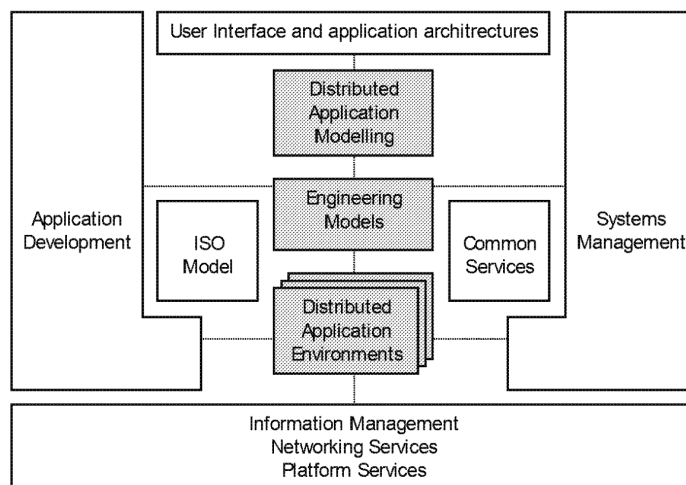 User Interface and application architrectures
Distributed
Application
Modelling
Application
Development
ISO
Model
Engineering
Models
Common
Services
Systems
Management
Distributed
Application
Environments
Information Management
Networking Services
Platform Services